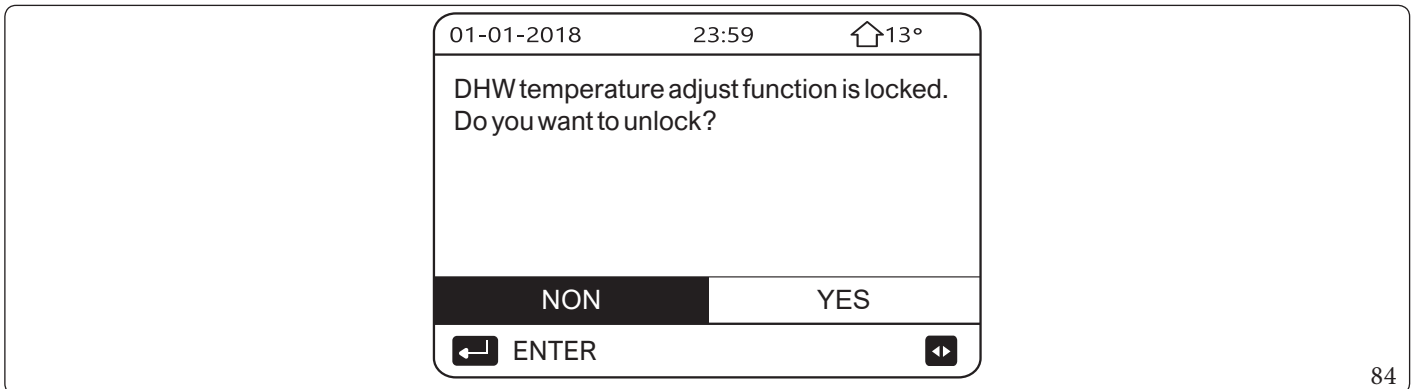 01-01-2018 23:59 13°
DHW temperature adjust function is locked.
Do you want to unlock?
NON YES
ENTER
84